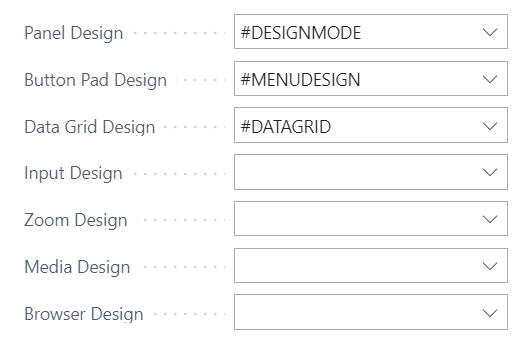 Panel Design #DESIGNMODE
Button Pad Design #MENUDESIGN
Data Grid Design #DATAGRID
Input Design
Zoom Design
Media Design
Browser Design